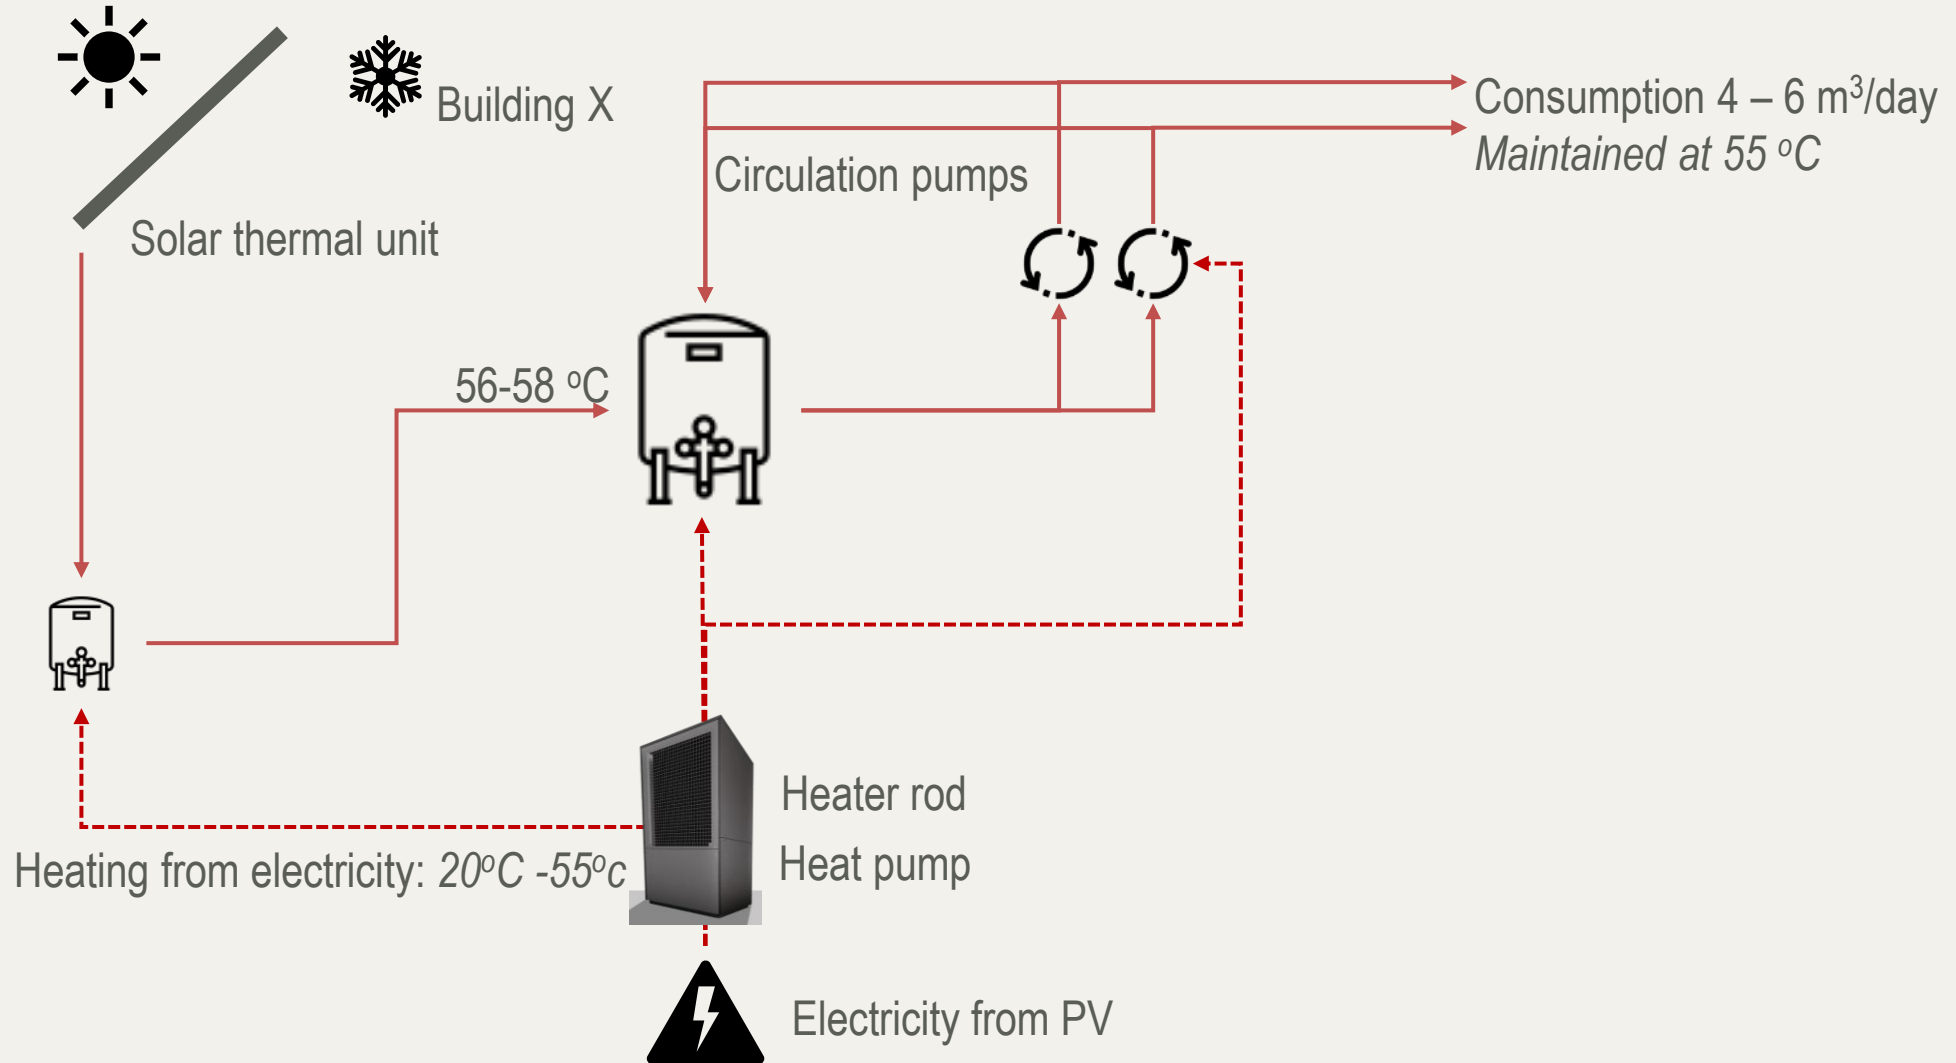 Building X
Consumption 4 – 6 m³/day
Maintained at 55 ᵒC
Circulation pumps
Solar thermal unit
56-58 ᵒC
Heater rod
Heat pump
Heating from electricity: 20ᵒC -55ᵒc
Electricity from PV